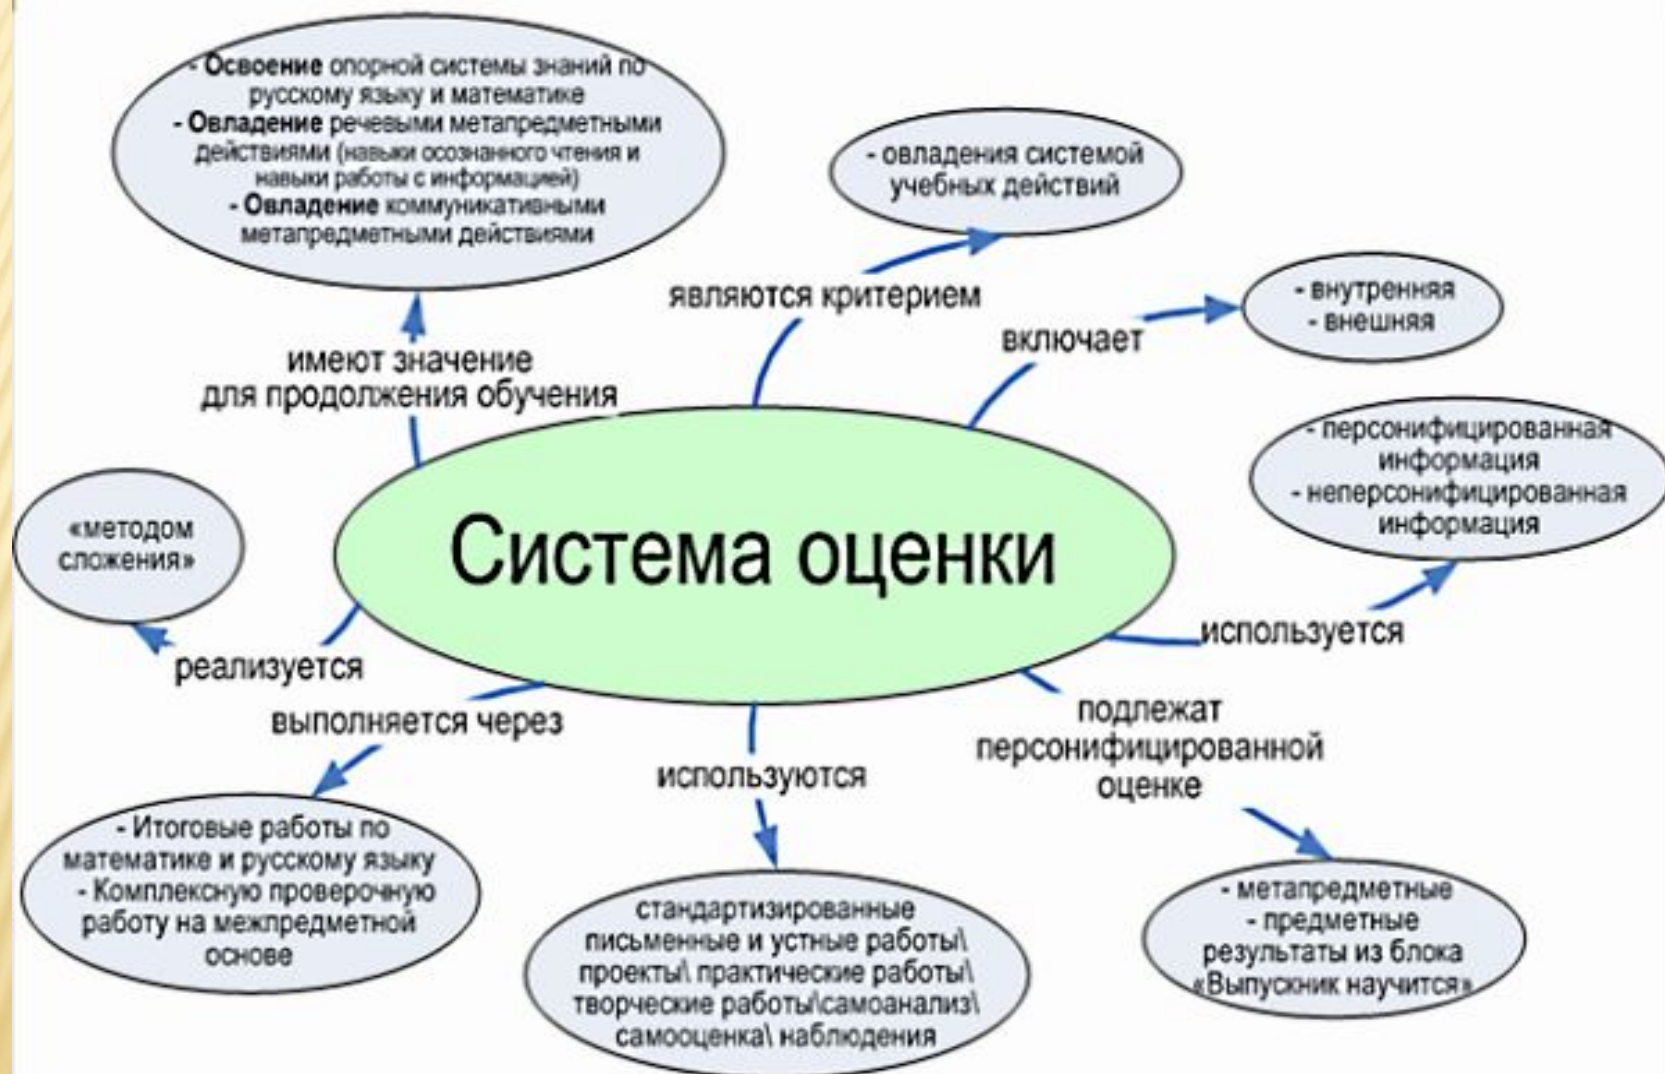 - Освоение опорной системы знаний по
русскому языку и математике
- Овладение речевыми метапредметными
действиями (навыки осознанного чтения и
навыки работы с информацией)
- Овладение коммуникативными
метапредметными действиями
- овладения системой
учебных действий
являются критерием
- внутренняя
- внешняя
включает
имеют значение
для продолжения обучения
- персонифицированная
информация
- неперсонифицированная
информация
«методом
сложения»
Система оценки
используется
реализуется
выполняется через
используются
подлежат
персонифицированной
оценке
- Итоговые работы по
математике и русскому языку
- Комплексную проверочную
работу на межпредметной
основе
стандартизированные
письменные и устные работы\
проекты\ практические работы\
творческие работы\самоанализ\
самооценка\ наблюдения
- метапредметные
- предметные
результаты из блока
«Выпускник научится»